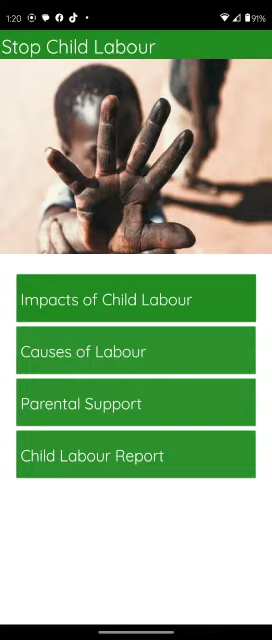 1:20
91%
Stop Child Labour
Impacts of Child Labour
Causes of Labour
Parental Support
Child Labour Report